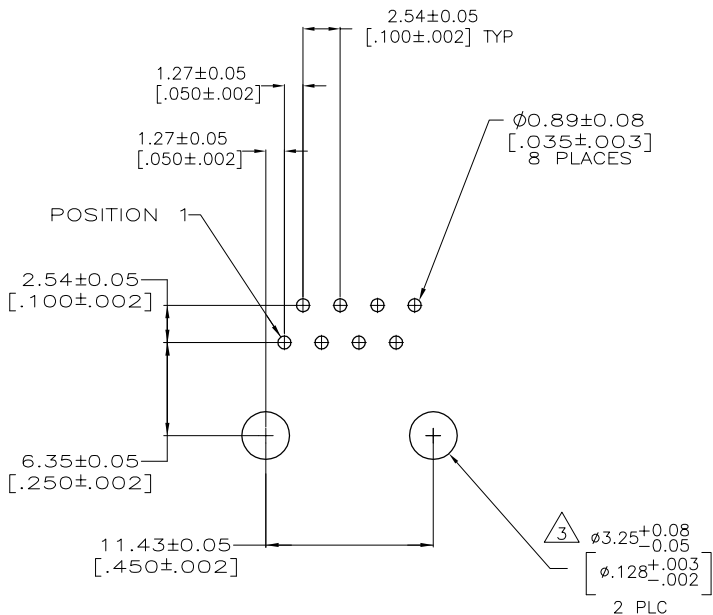 2.54±0.05
[.100±.002] TYP
1.27±0.05
[.050±.002]
1.27±0.05
[.050±.002]
Ø0.89±0.08
[.035±.003]
8 PLACES
POSITION 1
2.54±0.05
[.100±.002]
6.35±0.05
[.250±.002]
11.43±0.05
[.450±.002]
3 Ø3.25+0.08 -0.05
[Ø.128+.003 -.002]
2 PLC